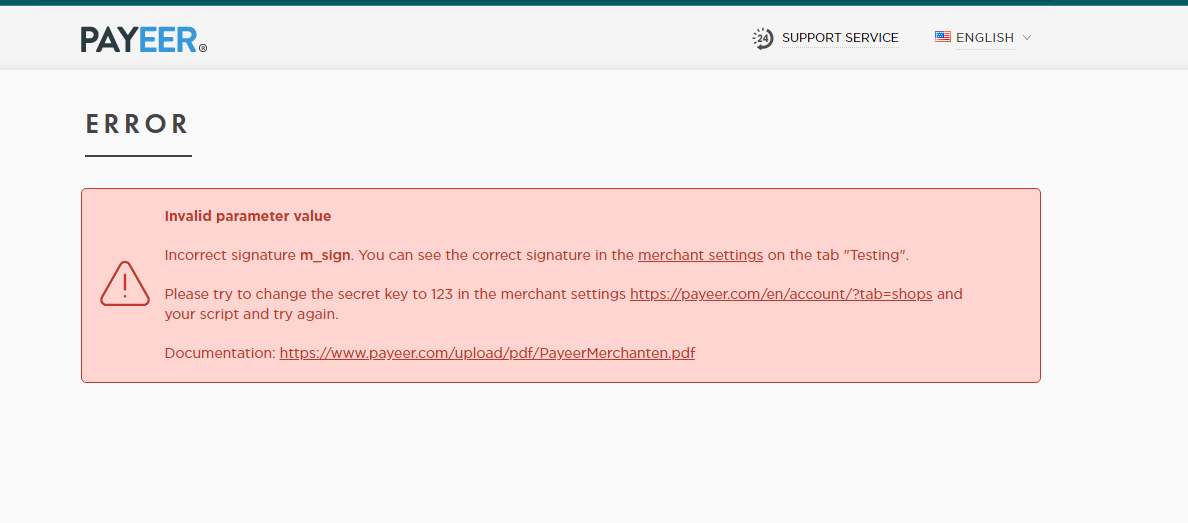 PAYEER®
24 SUPPORT SERVICE
ENGLISH
ERROR
Invalid parameter value
Incorrect signature m_sign. You can see the correct signature in the merchant settings on the tab "Testing".
Please try to change the secret key to 123 in the merchant settings https://payeer.com/en/account/?tab=shops and
your script and try again.
Documentation: https://www.payeer.com/upload/pdf/PayeerMerchanten.pdf